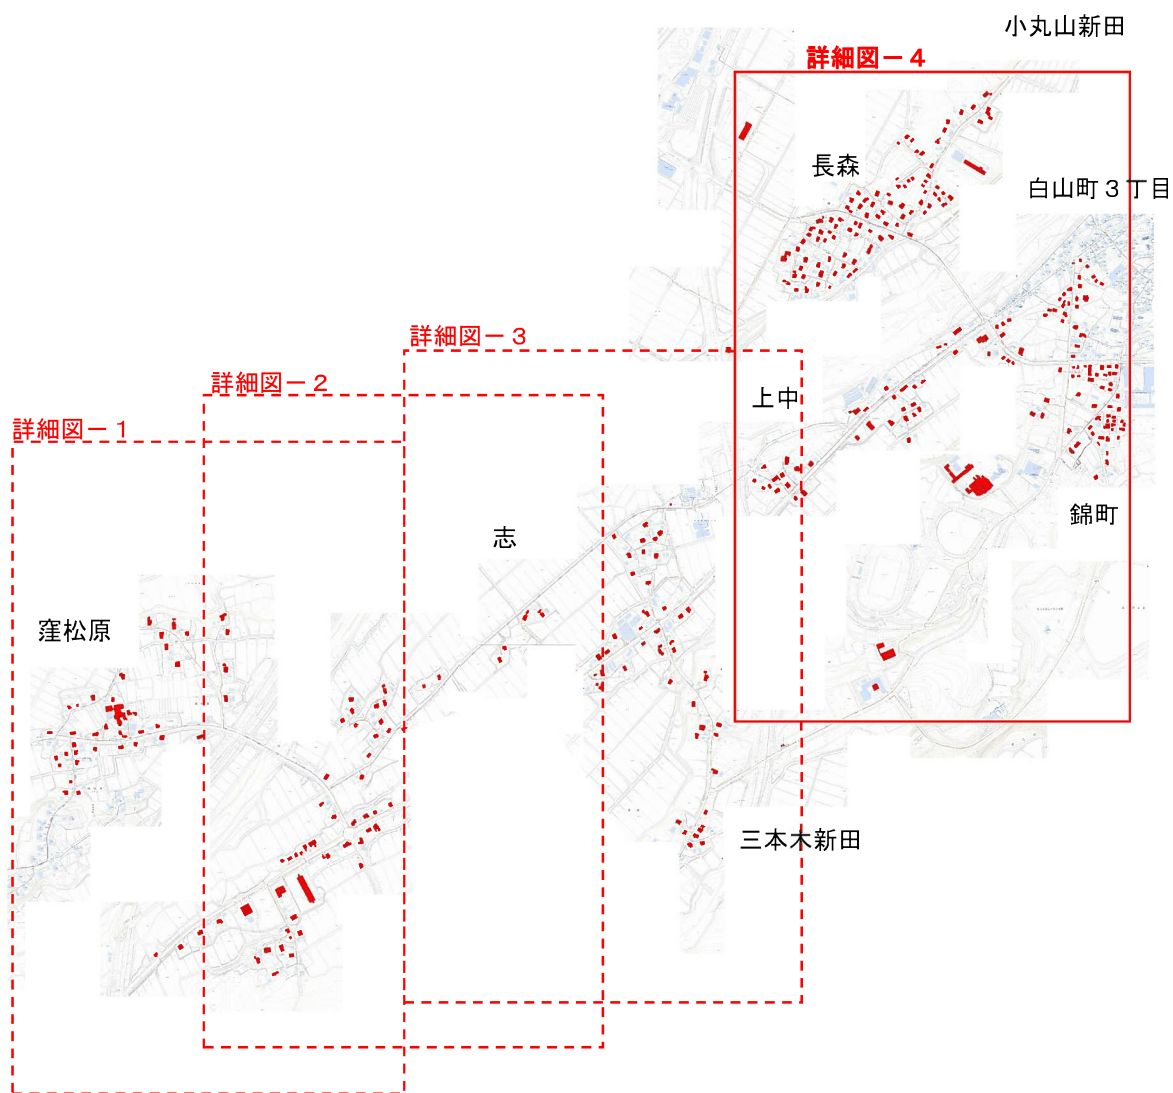 小丸山新田
詳細図－４
長森
白山町３丁目
詳細図－３
詳細図－２
上中
詳細図－１
錦町
志
窪松原
三本木新田